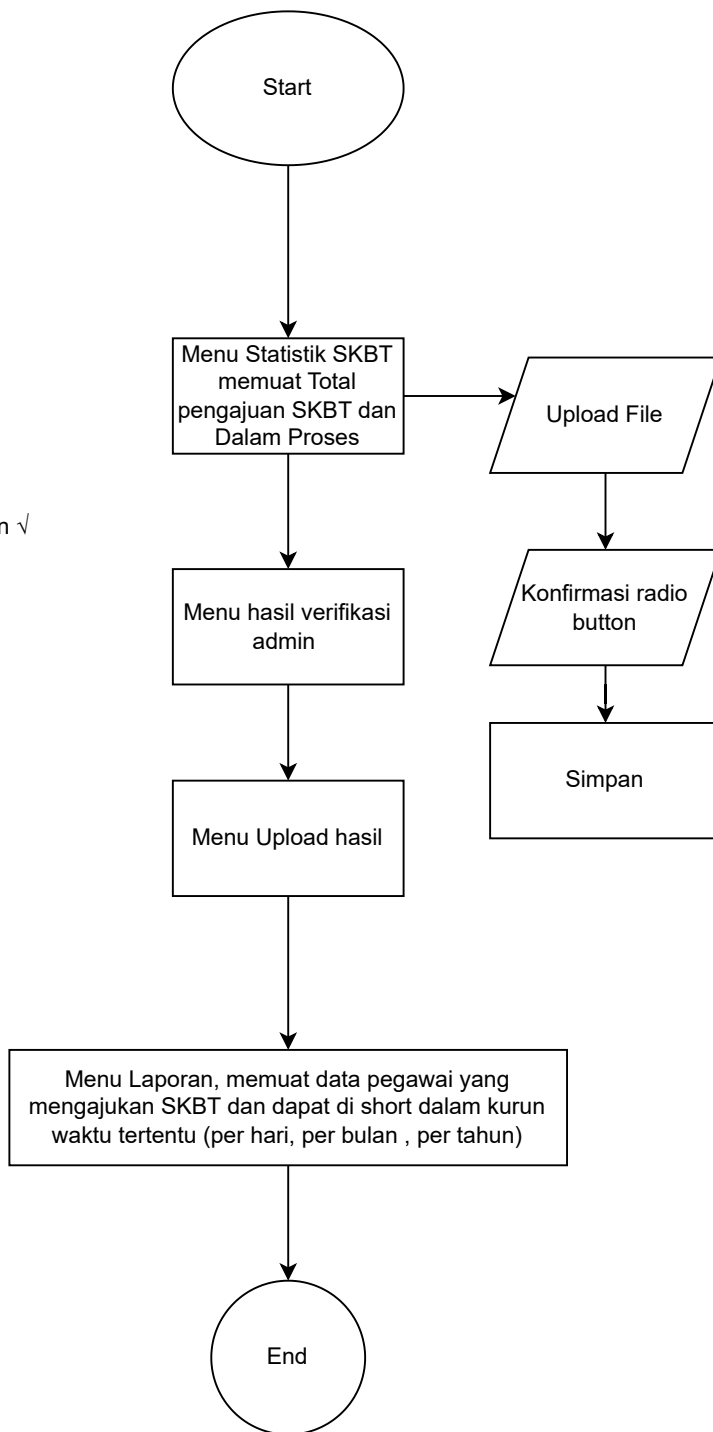 Start
Menu Statistik SKBT
memuat Total
pengajuan SKBT dan
Dalam Proses
Upload File
n √
Menu hasil verifikasi
admin
Konfirmasi radio
button
Menu Upload hasil
Simpan
Menu Laporan, memuat data pegawai yang
mengajukan SKBT dan dapat di short dalam kurun
waktu tertentu (per hari, per bulan , per tahun)
End